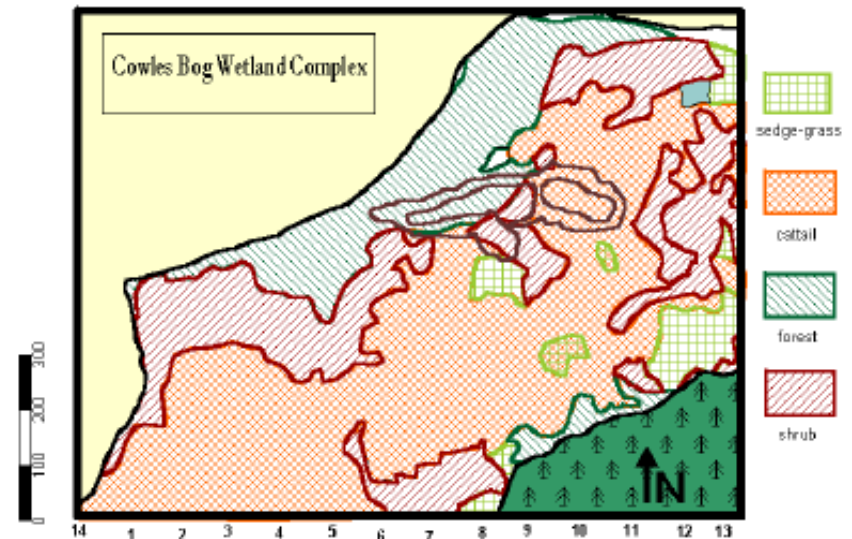 Cowles Bog Wetland Complex
sedge-grass
cattail
forest
shrub
300
200
100
0
N
14 1 2 3 4 5 6 7 8 9 10 11 12 13